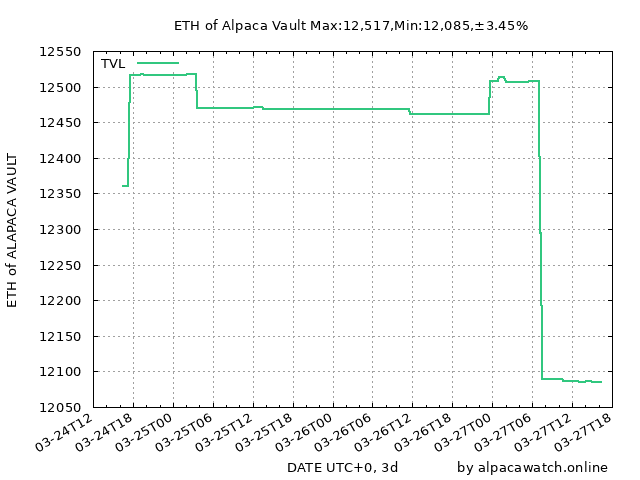 ETH of Alpaca Vault Max:12,517,Min:12,085,±3.45%
TVL
ETH of ALAPACA VAULT
12550
12500
12450
12400
12350
12300
12250
12200
12150
12100
12050
03-24T12
03-24T18
03-25T00
03-25T06
03-25T12
03-25T18
03-26T00
03-26T06
03-26T12
03-26T18
03-27T00
03-27T06
03-27T12
03-27T18
DATE UTC+0, 3d
by alpacawatch.online